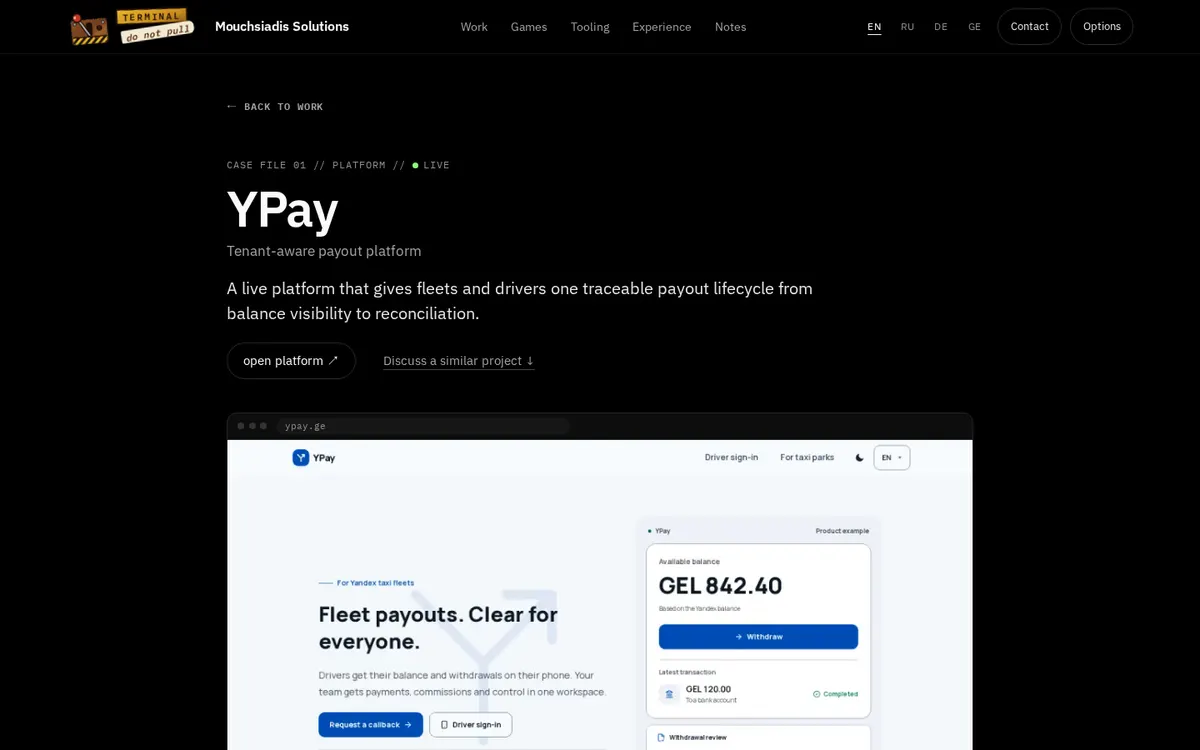 TERMINAL
do not pull
Mouchsiadis Solutions
Work
Games
Tooling
Experience
Notes
EN
RU
DE
GE
Contact
Options
← BACK TO WORK
CASE FILE 01 // PLATFORM // LIVE
YPay
Tenant-aware payout platform
A live platform that gives fleets and drivers one traceable payout lifecycle from
balance visibility to reconciliation.
open platform ↗
Discuss a similar project ↓
ypay.ge
YPay
Driver sign-in
For taxi parks
EN
For Yandex taxi fleets
Fleet payouts. Clear for
everyone.
Drivers get their balance and withdrawals on their phone. Your
team gets payments, commissions and control in one workspace.
Request a callback →
Driver sign-in
YPay
Product example
Available balance
GEL 842.40
Based on the Yandex balance
→ Withdraw
Latest transaction
GEL 120.00
To a bank account
Completed
Withdrawal review